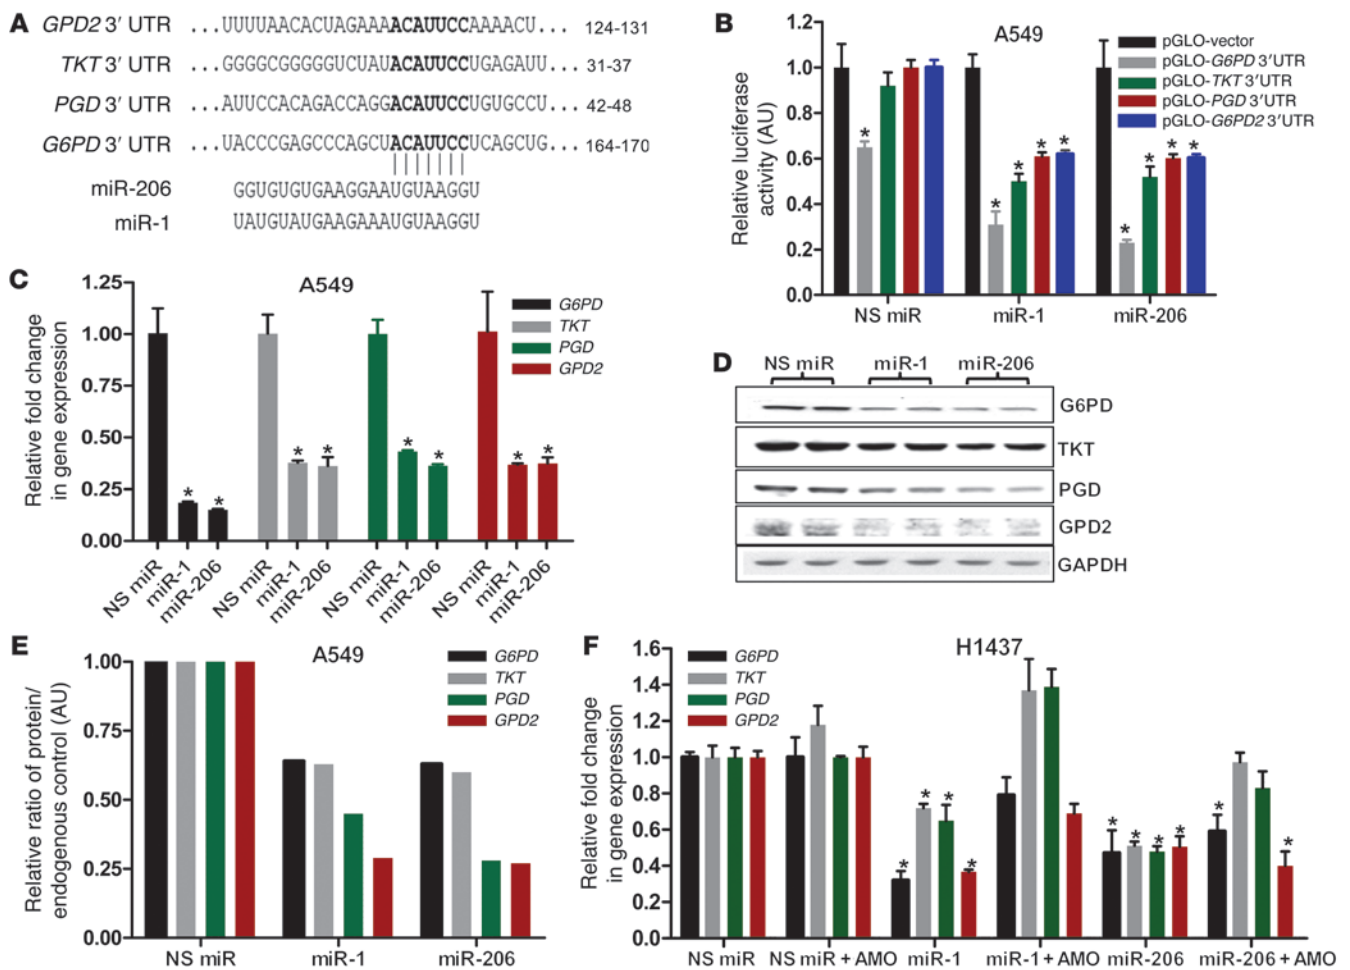 A
GPD2 3′ UTR ...UUUUAACACUAGAAAACAUUCCAAAACU... 124-131
TKT 3′ UTR ...GGGGCGGGGGUCUAUACAUUCCUGAGAUU... 31-37
PGD 3′ UTR ...AUUCCACAGACCAGGACAUUCCUGUGCCU... 42-48
G6PD 3′ UTR ...UACCCGAGCCCAGCUACAUUCCUCAGCUG... 164-170
miR-206 GGUGUGUGAAGGAAUGUAAGGU
miR-1 UAUGUAUGAAGAAAUGUAAGGU
B
A549
Relative luciferase
activity (AU)
1.2
1.0
0.8
0.6
0.4
0.2
0.0
pGLO-vector
pGLO-G6PD 3′UTR
pGLO-TKT 3′UTR
pGLO-PGD 3′UTR
pGLO-G6PD2 3′UTR
* * * * * * * * *
NS miR miR-1 miR-206
C
A549
Relative fold change
in gene expression
1.25
1.00
0.75
0.50
0.25
0.00
G6PD
TKT
PGD
GPD2
* * * * * * * *
NS miR miR-1 miR-206 NS miR miR-1 miR-206 NS miR miR-1 miR-206 NS miR miR-1 miR-206
D
NS miR miR-1 miR-206
G6PD
TKT
PGD
GPD2
GAPDH
E
A549
Relative ratio of protein/
endogenous control (AU)
1.00
0.75
0.50
0.25
0.00
G6PD
TKT
PGD
GPD2
NS miR miR-1 miR-206
F
H1437
Relative fold change
in gene expression
1.6
1.4
1.2
1.0
0.8
0.6
0.4
0.2
0.0
G6PD
TKT
PGD
GPD2
* * * * * * * * * *
NS miR NS miR + AMO miR-1 miR-1 + AMO miR-206 miR-206 + AMO